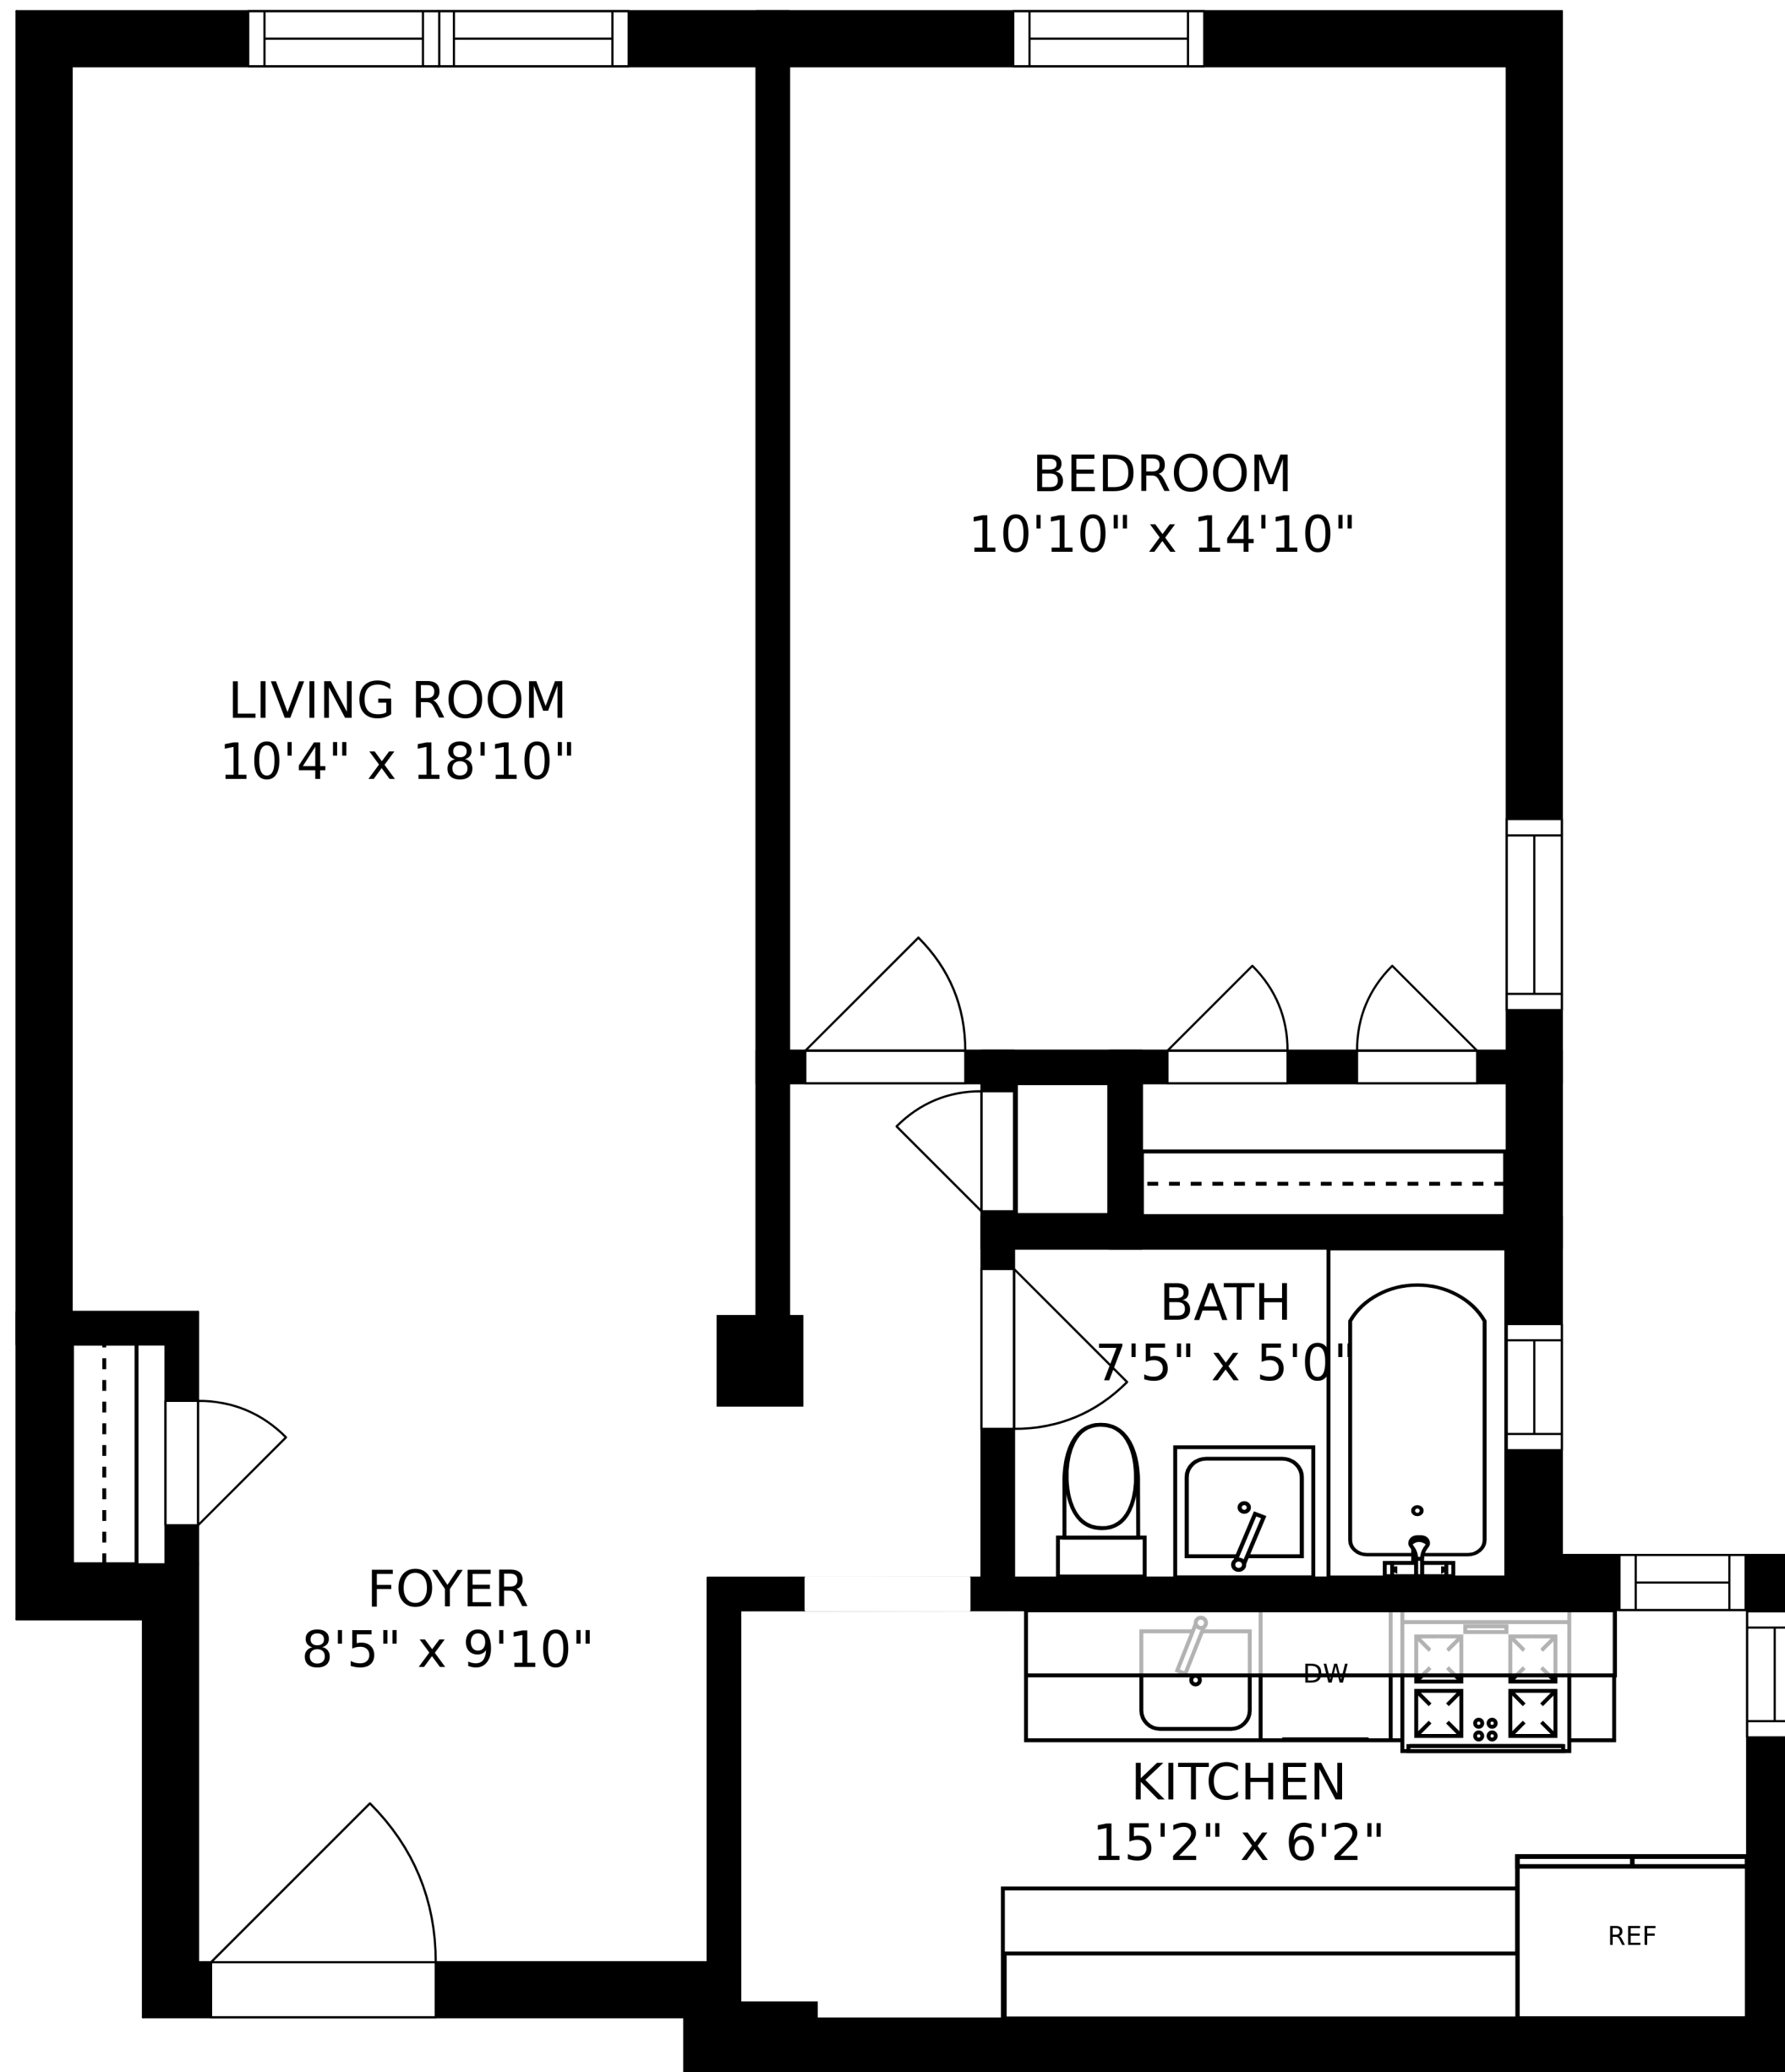 BEDROOM
10'10" x 14'10"
LIVING ROOM
10'4" x 18'10"
BATH
7'5" x 5'0"
FOYER
8'5" x 9'10"
DW
KITCHEN
15'2" x 6'2"
REF